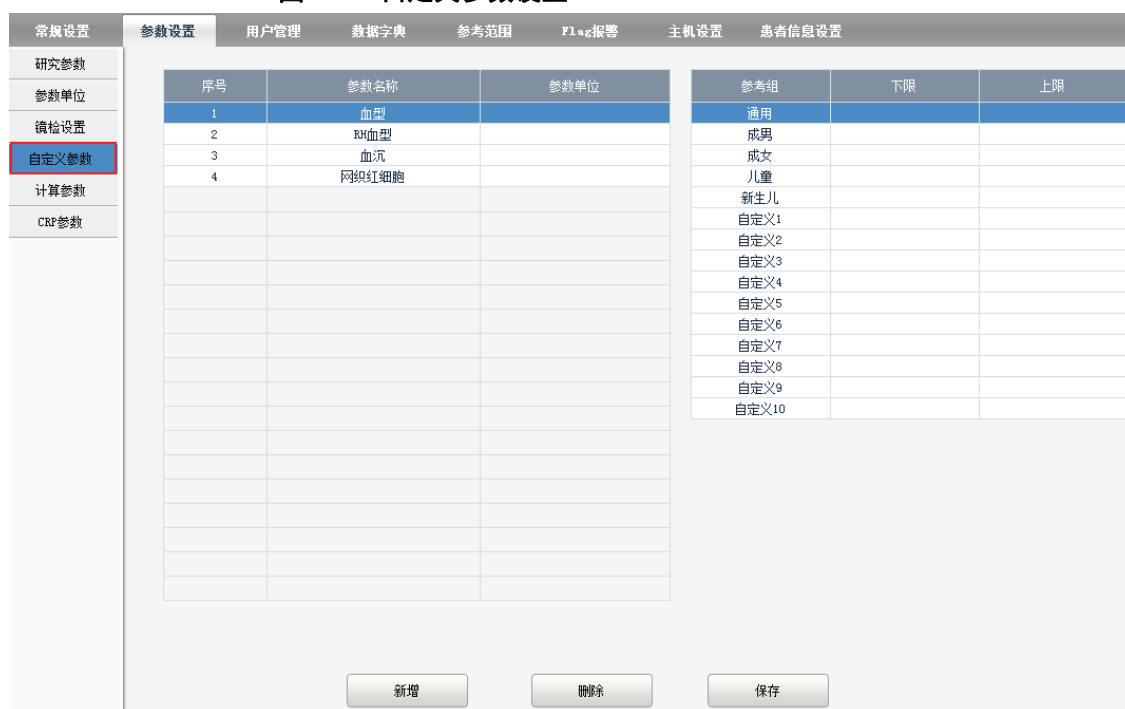 常规设置 参数设置 用户管理 数据字典 参考范围 Flag报警 主机设置 患者信息设置
研究参数
参数单位
镜检设置
自定义参数
计算参数
CRP参数
序号 参数名称 参数单位
1 血型
2 RH血型
3 血沉
4 网织红细胞
参考组 下限 上限
通用
成男
成女
儿童
新生儿
自定义1
自定义2
自定义3
自定义4
自定义5
自定义6
自定义7
自定义8
自定义9
自定义10
新增 删除 保存